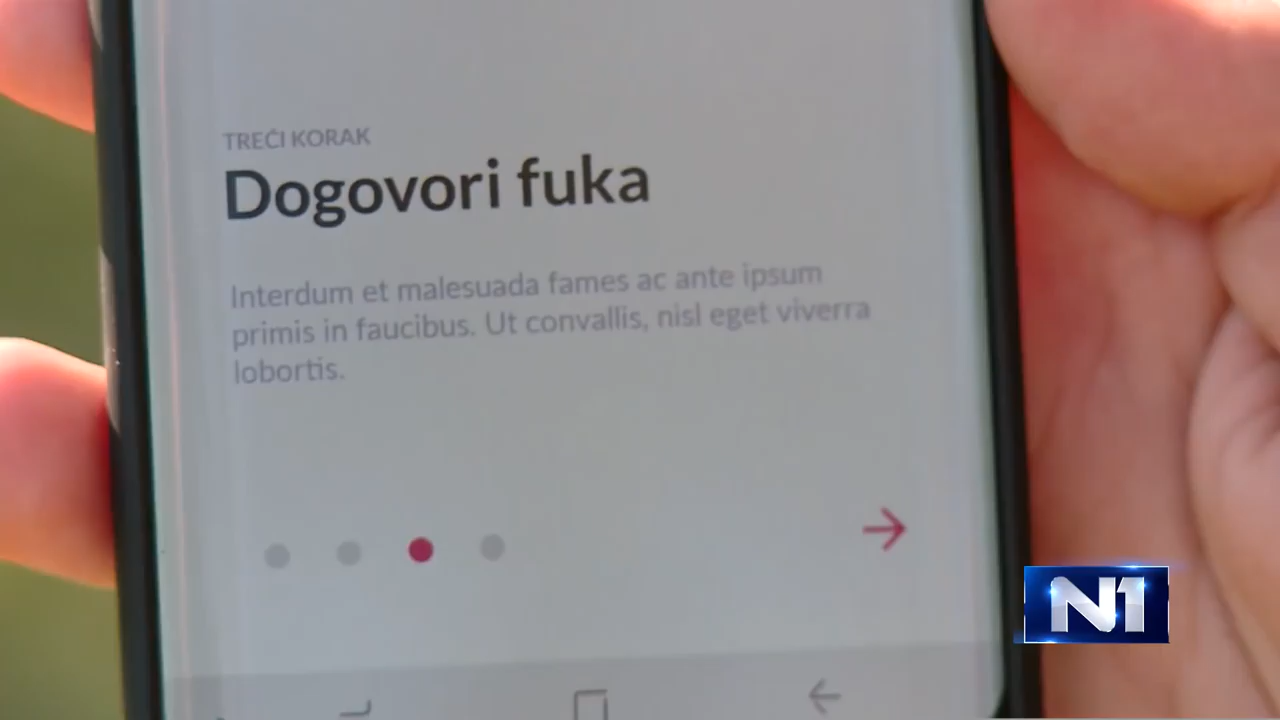 TREĆI KORAK
Dogovori fuka
Interdum et malesuada fames ac ante ipsum
primis in faucibus. Ut convallis, nisl eget viverra
lobortis.
N1